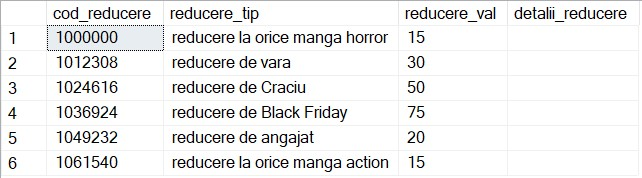 cod_reducere reducere_tip reducere_val detalii_reducere
1 1000000 reducere la orice manga horror 15
2 1012308 reducere de vara 30
3 1024616 reducere de Craciu 50
4 1036924 reducere de Black Friday 75
5 1049232 reducere de angajat 20
6 1061540 reducere la orice manga action 15